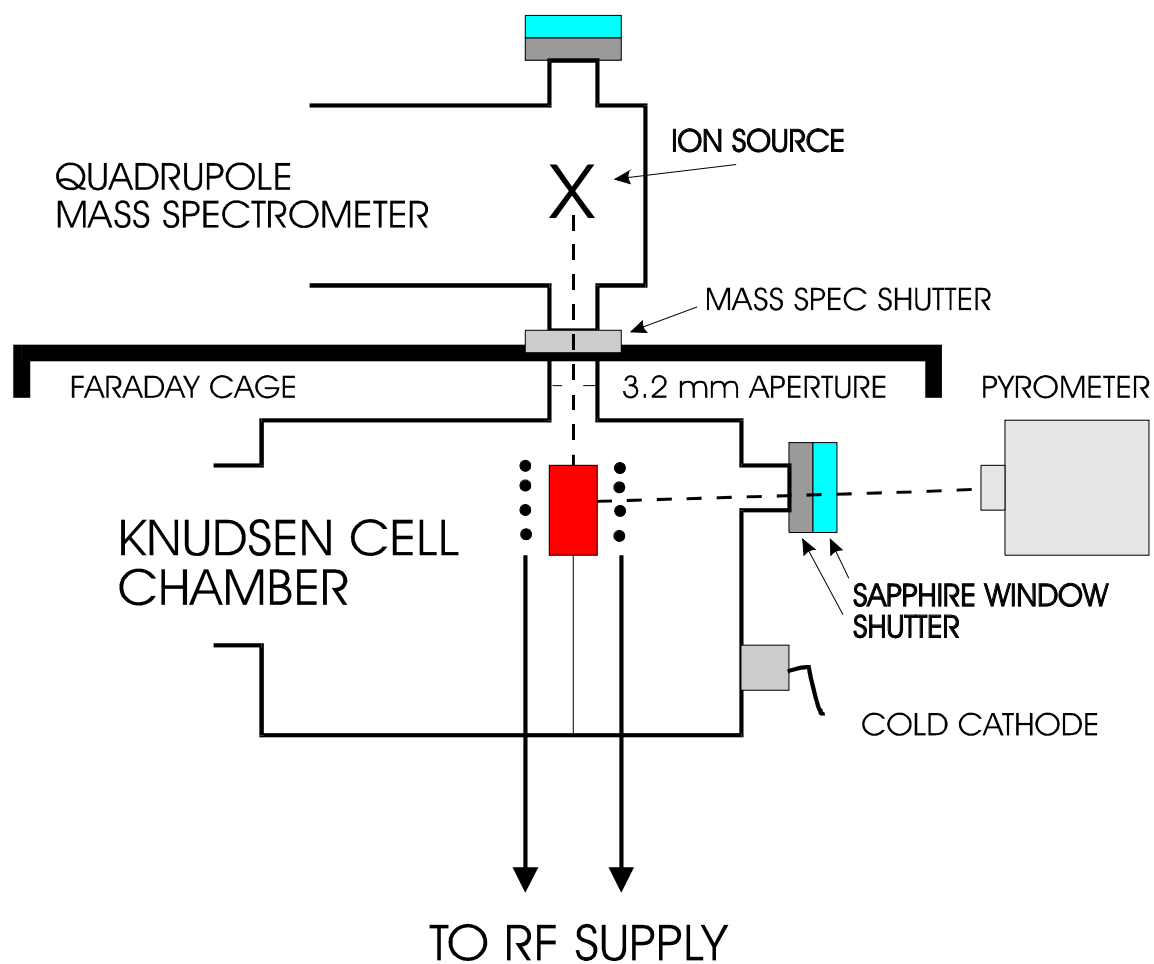 ION SOURCE
QUADRUPOLE
MASS SPECTROMETER
MASS SPEC SHUTTER
FARADAY CAGE
3.2 mm APERTURE
PYROMETER
KNUDSEN CELL
CHAMBER
SAPPHIRE WINDOW
SHUTTER
COLD CATHODE
TO RF SUPPLY